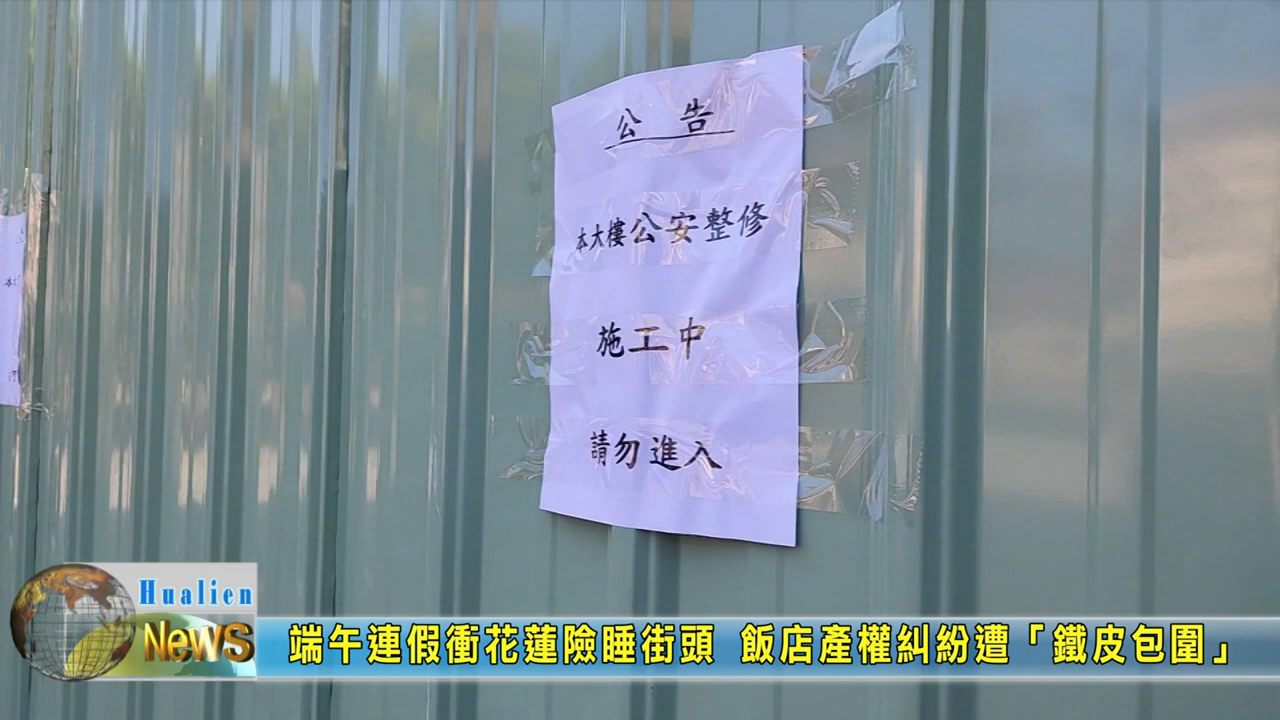 公告
本大樓公安整修
施工中
請勿進入
Hualien
News
端午連假衝花蓮險睡街頭 飯店產權糾紛遭「鐵皮包圍」